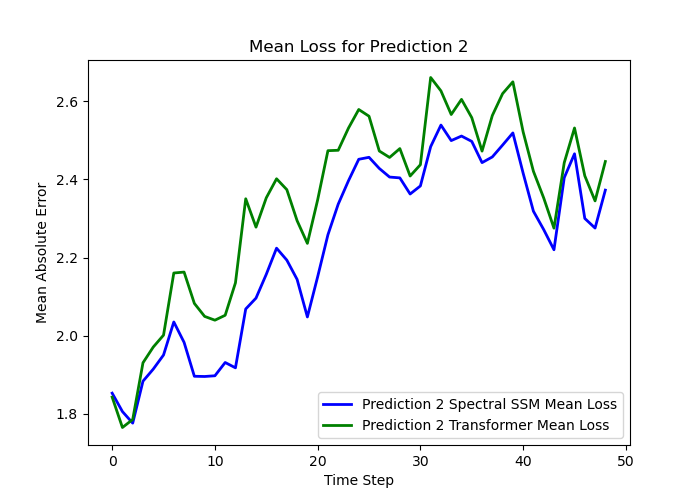 Mean Loss for Prediction 2
Mean Absolute Error
2.6
2.4
2.2
2.0
1.8
Prediction 2 Spectral SSM Mean Loss
Prediction 2 Transformer Mean Loss
0 10 20 30 40 50
Time Step